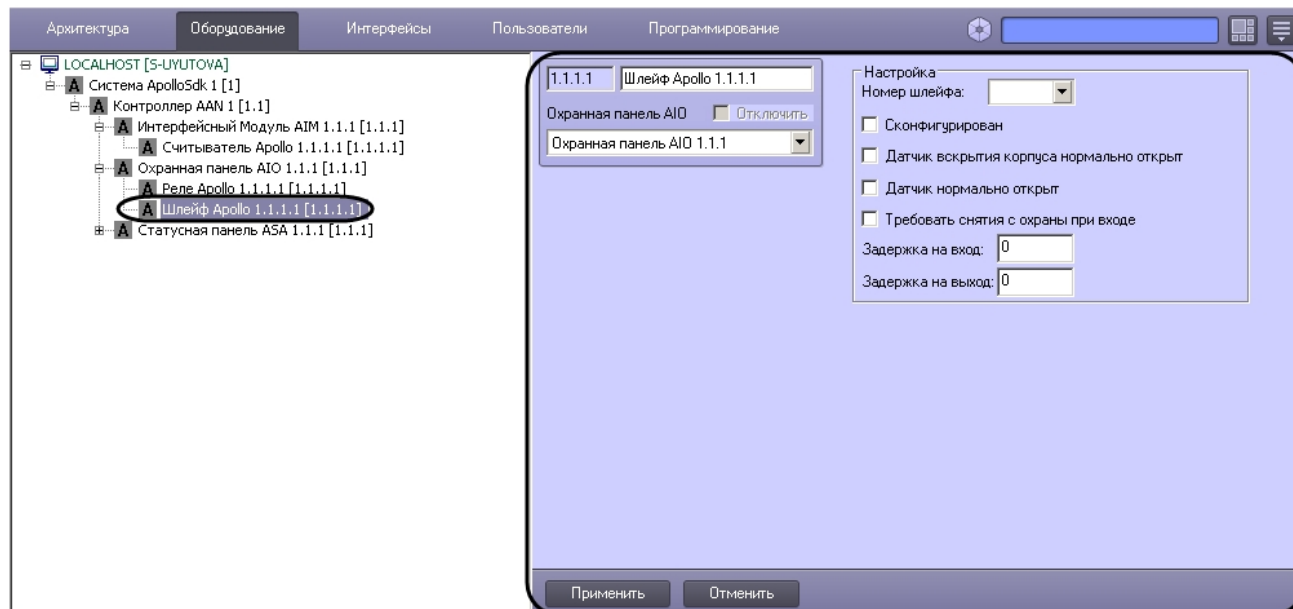 Архитектура Оборудование Интерфейсы Пользователи Программирование
LOCALHOST [S-UYUTOVA]
A Система ApolloSdk 1 [1]
A Контроллер AAN 1 [1.1]
A Интерфейсный Модуль AIM 1.1.1 [1.1.1]
A Считыватель Apollo 1.1.1.1 [1.1.1.1]
A Охранная панель AIO 1.1.1 [1.1.1]
A Реле Apollo 1.1.1.1 [1.1.1.1]
A Шлейф Apollo 1.1.1.1 [1.1.1.1]
A Статусная панель ASA 1.1.1 [1.1.1]
1.1.1.1 Шлейф Apollo 1.1.1.1
Охранная панель AIO Отключить
Охранная панель AIO 1.1.1
Настройка
Номер шлейфа:
Сконфигурирован
Датчик вскрытия корпуса нормально открыт
Датчик нормально открыт
Требовать снятия с охраны при входе
Задержка на вход: 0
Задержка на выход: 0
Применить Отменить